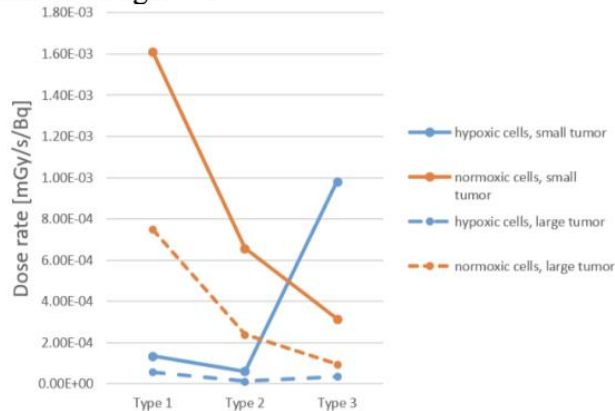 1.80E-03
1.60E-03
1.40E-03
1.20E-03
1.00E-03
8.00E-04
6.00E-04
4.00E-04
2.00E-04
0.00E+00
Dose rate [mGy/s/Bq]
Type 1 Type 2 Type 3
hypoxic cells, small tumor
normoxic cells, small
tumor
hypoxic cells, large tumor
normoxic cells, large tumor